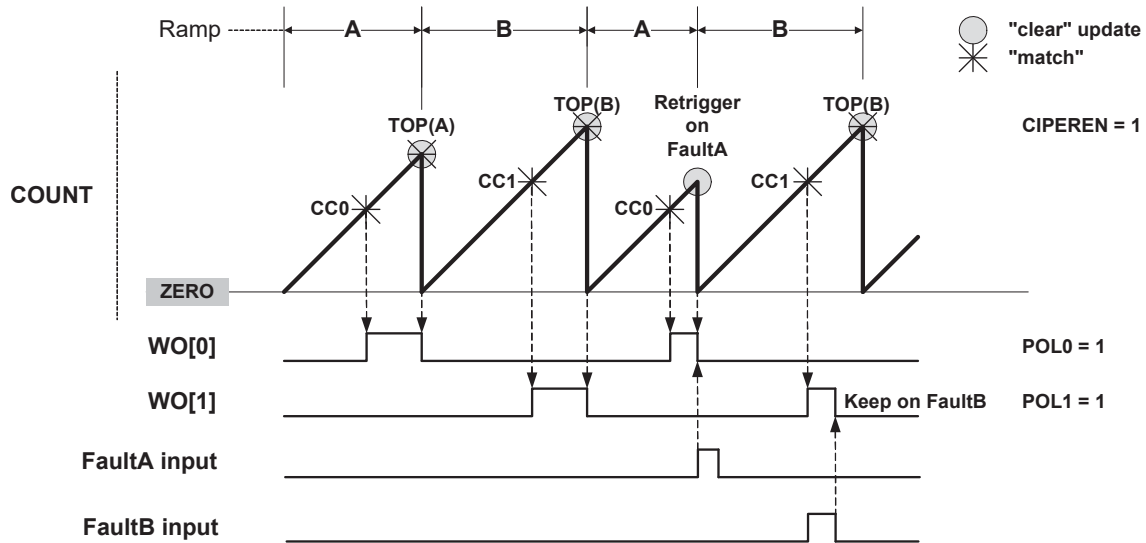 Ramp
A
B
A
B
"clear" update
"match"
TOP(A)
TOP(B)
Retrigger
on
FaultA
TOP(B)
CIPEREN = 1
COUNT
CC0
CC1
CC0
CC1
ZERO
WO[0]
POL0 = 1
WO[1]
Keep on FaultB
POL1 = 1
FaultA input
FaultB input